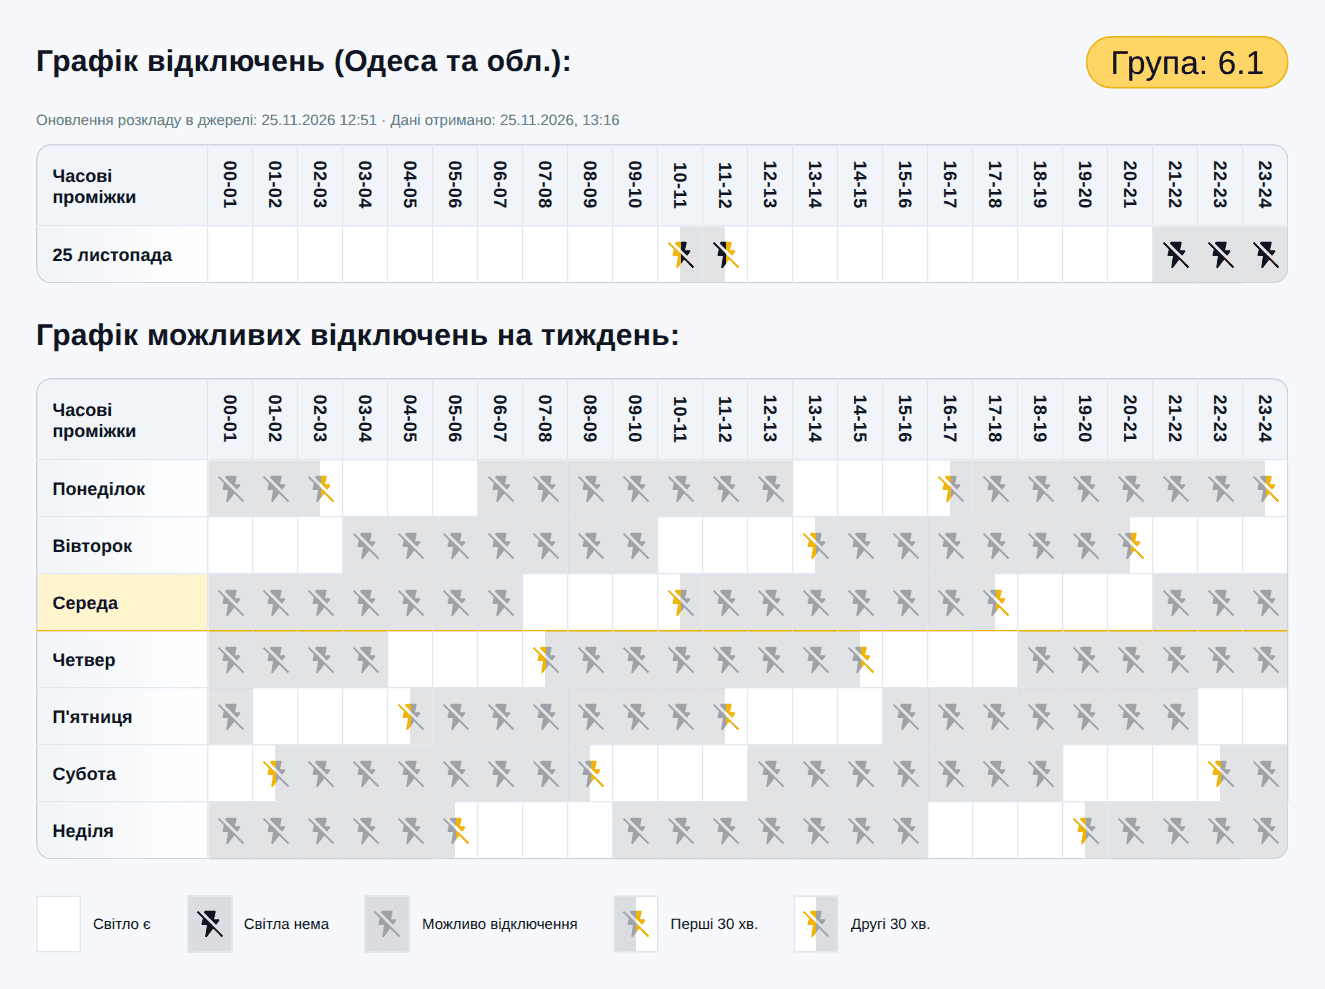 Графік відключень (Одеса та обл.):
Група: 6.1
Оновлення розкладу в джерелі: 25.11.2026 12:51 · Дані отримано: 25.11.2026, 13:16
Часові проміжки 00-01 01-02 02-03 03-04 04-05 05-06 06-07 07-08 08-09 09-10 10-11 11-12 12-13 13-14 14-15 15-16 16-17 17-18 18-19 19-20 20-21 21-22 22-23 23-24
25 листопада
Графік можливих відключень на тиждень:
Часові проміжки 00-01 01-02 02-03 03-04 04-05 05-06 06-07 07-08 08-09 09-10 10-11 11-12 12-13 13-14 14-15 15-16 16-17 17-18 18-19 19-20 20-21 21-22 22-23 23-24
Понеділок
Вівторок
Середа
Четвер
П'ятниця
Субота
Неділя
Світло є
Світла нема
Можливо відключення
Перші 30 хв.
Другі 30 хв.